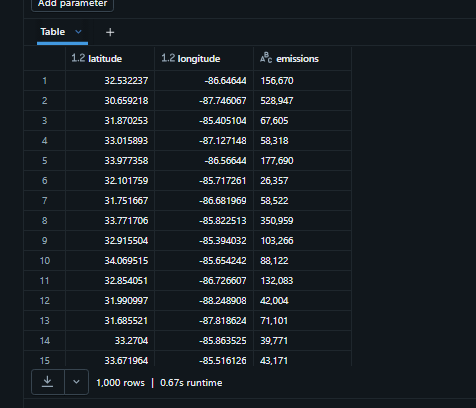 Add parameter
Table +
1.2 latitude 1.2 longitude ABC emissions
1 32.532237 -86.64644 156,670
2 30.659218 -87.746067 528,947
3 31.870253 -85.405104 67,605
4 33.015893 -87.127148 58,318
5 33.977358 -86.56644 177,690
6 32.101759 -85.717261 26,357
7 31.751667 -86.681969 58,522
8 33.771706 -85.822513 350,959
9 32.915504 -85.394032 103,266
10 34.069515 -85.654242 88,122
11 32.854051 -86.726607 132,083
12 31.990997 -88.248908 42,004
13 31.685521 -87.818624 71,101
14 33.2704 -85.863525 39,771
15 33.671964 -85.516126 43,171
1,000 rows | 0.67s runtime